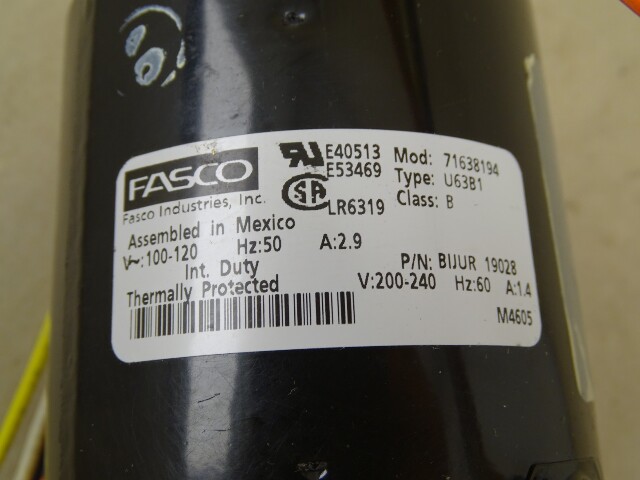 FASCO
Fasco Industries, Inc.
E40513
E53469
LR6319
Mod: 71638194
Type: U63B1
Class: B
Assembled in Mexico
V~:100-120 Hz:50 A:2.9
Int. Duty
Thermally Protected
P/N: BIJUR 19028
V:200-240 Hz:60 A:1.4
M4605